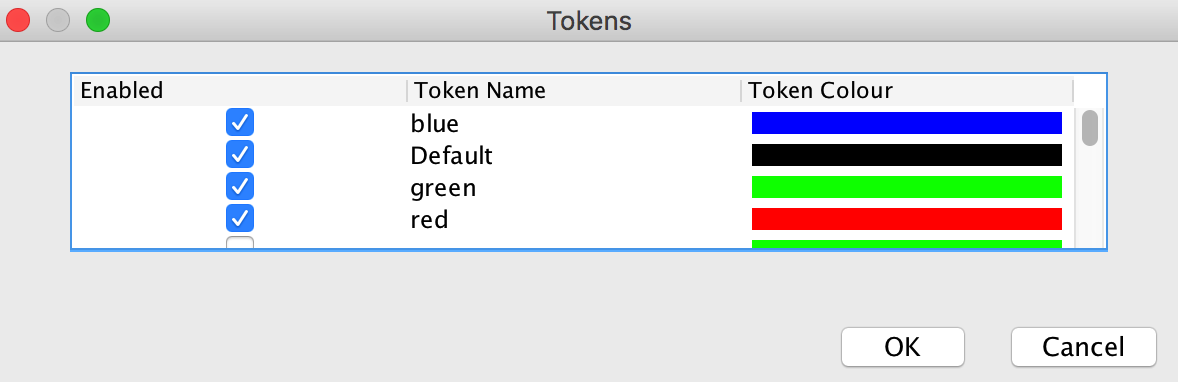 Tokens
Enabled Token Name Token Colour
blue
Default
green
red
OK Cancel